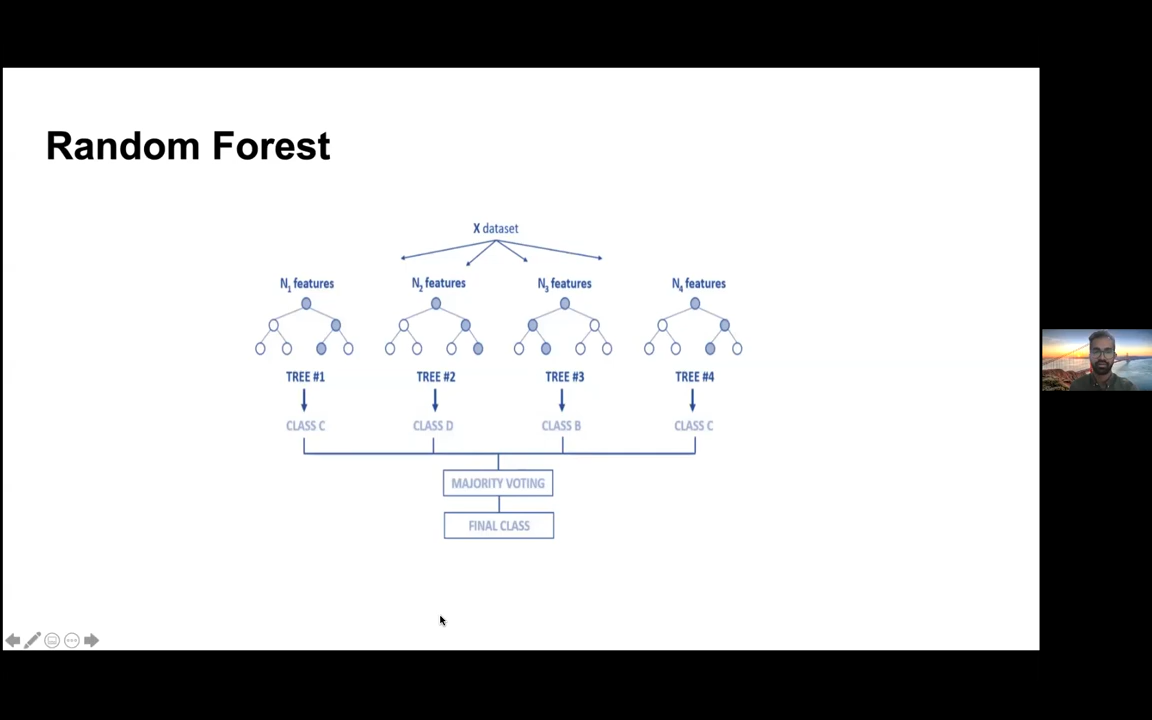 Random Forest
X dataset
N1 features N2 features N3 features N4 features
TREE #1 TREE #2 TREE #3 TREE #4
CLASS C CLASS D CLASS B CLASS C
MAJORITY VOTING
FINAL CLASS